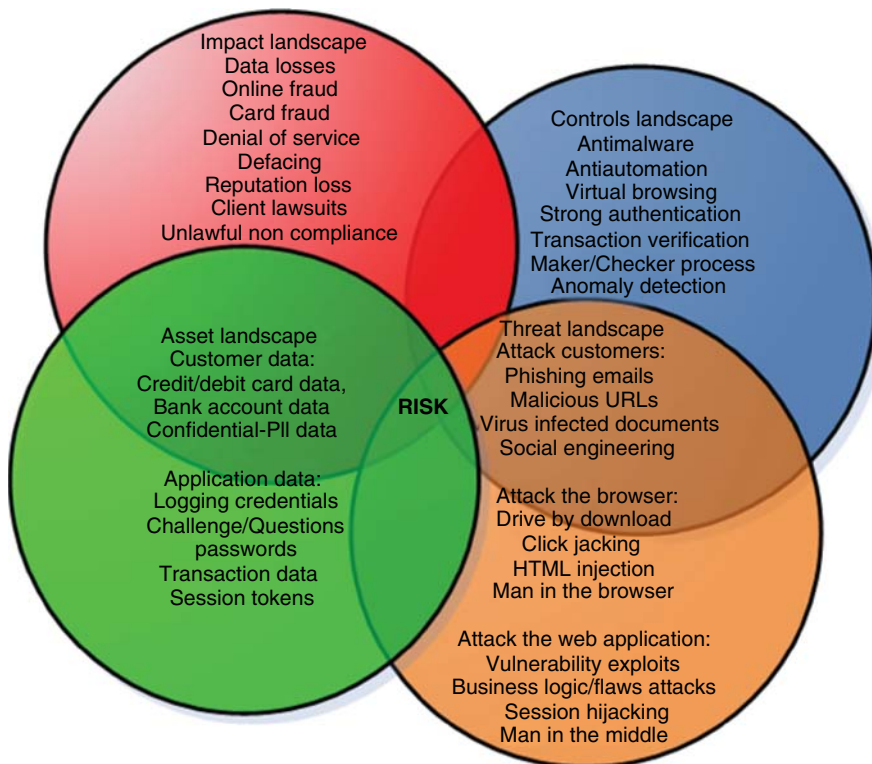 Impact landscape
Data losses
Online fraud
Card fraud
Denial of service
Defacing
Reputation loss
Client lawsuits
Unlawful non compliance
Controls landscape
Antimalware
Antiautomation
Virtual browsing
Strong authentication
Transaction verification
Maker/Checker process
Anomaly detection
Asset landscape
Customer data:
Credit/debit card data,
Bank account data
Confidential-PII data
Application data:
Logging credentials
Challenge/Questions
passwords
Transaction data
Session tokens
RISK
Threat landscape
Attack customers:
Phishing emails
Malicious URLs
Virus infected documents
Social engineering
Attack the browser:
Drive by download
Click jacking
HTML injection
Man in the browser
Attack the web application:
Vulnerability exploits
Business logic/flaws attacks
Session hijacking
Man in the middle